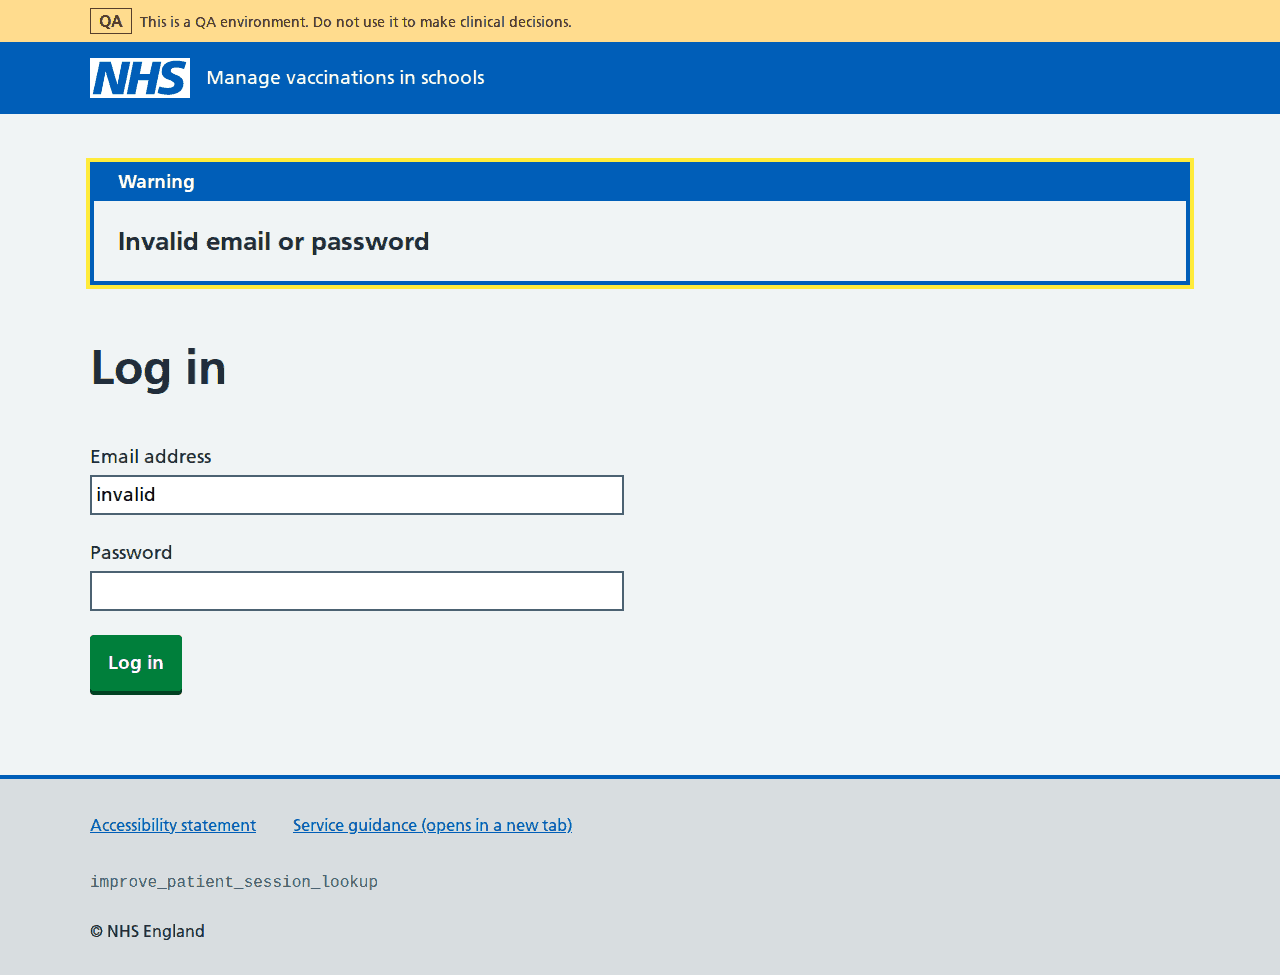 QA This is a QA environment. Do not use it to make clinical decisions.
NHS Manage vaccinations in schools
Warning
Invalid email or password
Log in
Email address
invalid
Password
Log in
Accessibility statement Service guidance (opens in a new tab)
improve_patient_session_lookup
© NHS England